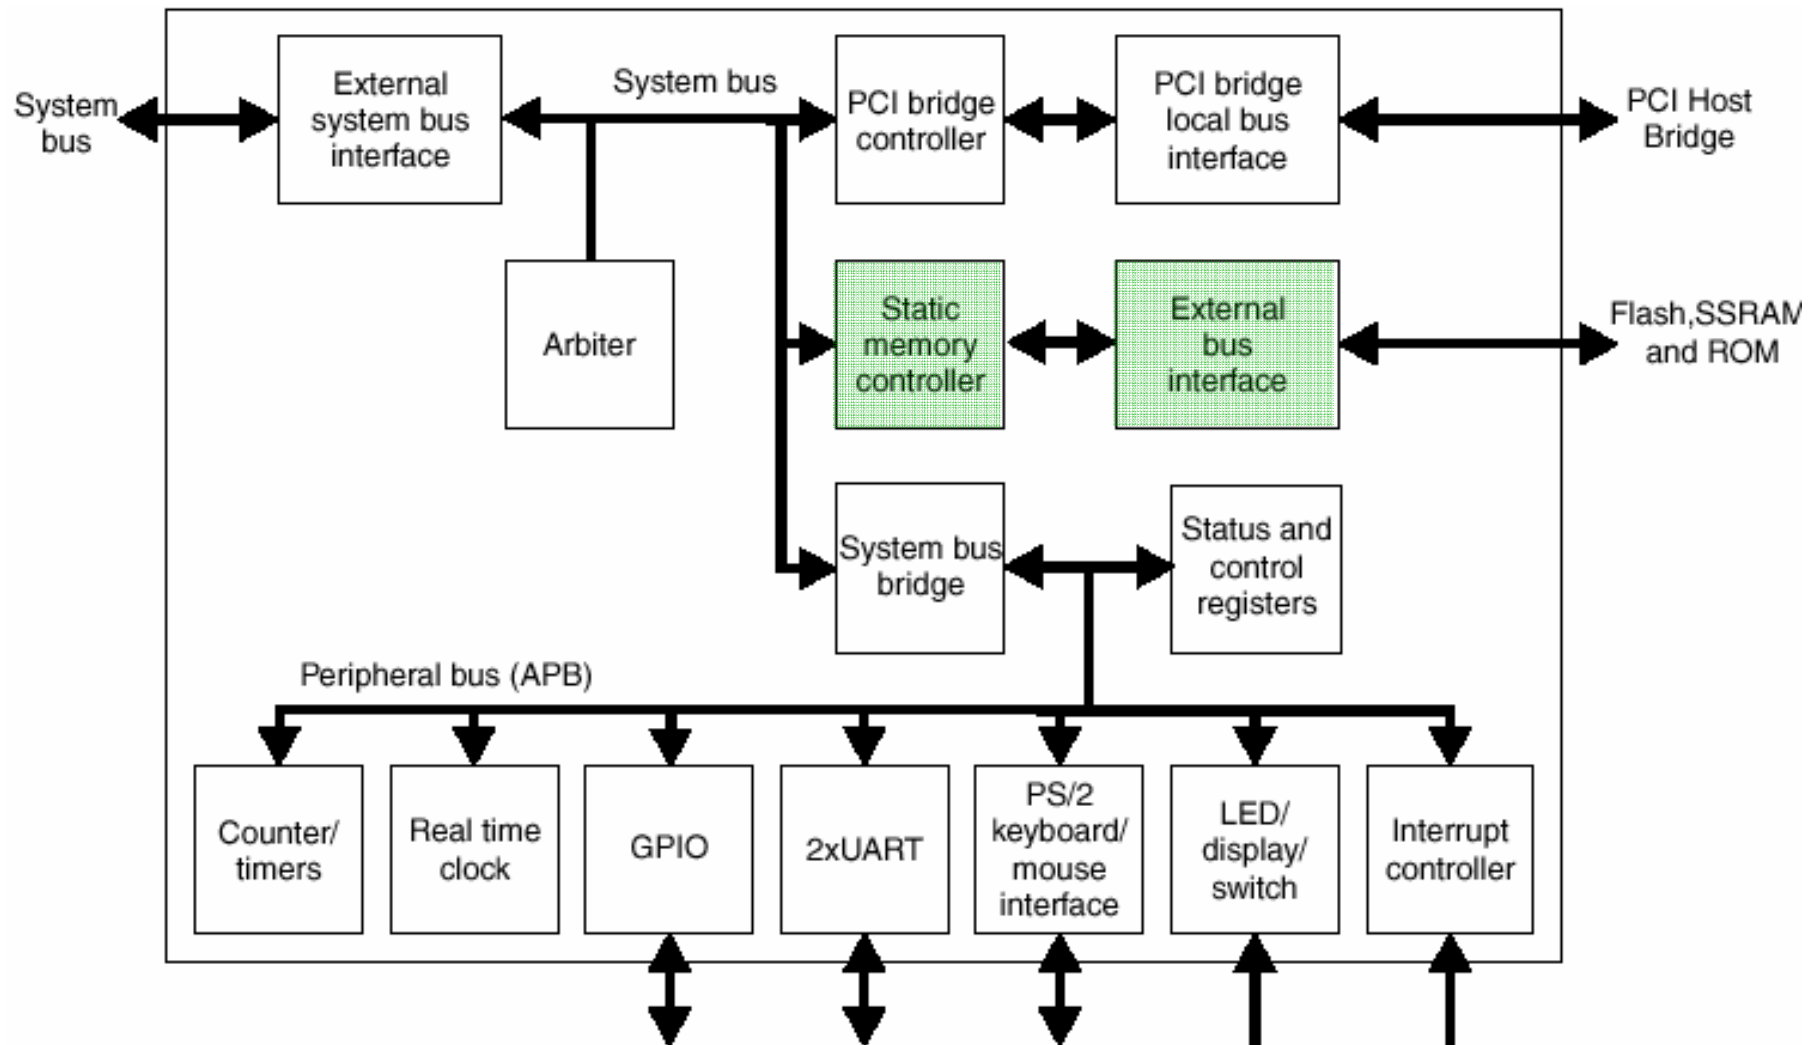 System
bus
External
system bus
interface
System bus
PCI bridge
controller
PCI bridge
local bus
interface
PCI Host
Bridge
Arbiter
Static
memory
controller
External
bus
interface
Flash,SSRAM
and ROM
System bus
bridge
Status and
control
registers
Peripheral bus (APB)
Counter/
timers
Real time
clock
GPIO
2xUART
PS/2
keyboard/
mouse
interface
LED/
display/
switch
Interrupt
controller